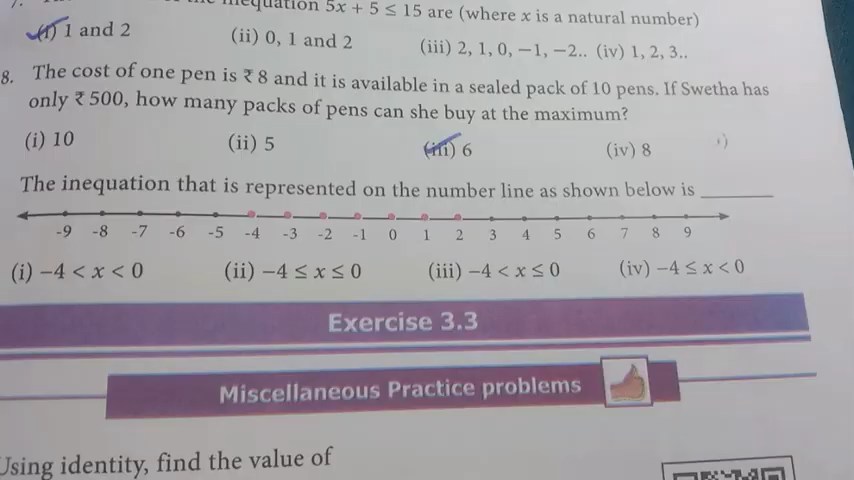 inequation 5x + 5 ≤ 15 are (where x is a natural number)
(i) 1 and 2 (ii) 0, 1 and 2 (iii) 2, 1, 0, −1, −2.. (iv) 1, 2, 3..
8. The cost of one pen is ₹ 8 and it is available in a sealed pack of 10 pens. If Swetha has
only ₹ 500, how many packs of pens can she buy at the maximum?
(i) 10 (ii) 5 (iii) 6 (iv) 8
The inequation that is represented on the number line as shown below is ________
-9 -8 -7 -6 -5 -4 -3 -2 -1 0 1 2 3 4 5 6 7 8 9
(i) −4 < x < 0 (ii) −4 ≤ x ≤ 0 (iii) −4 < x ≤ 0 (iv) −4 ≤ x < 0
Exercise 3.3
Miscellaneous Practice problems
Using identity, find the value of